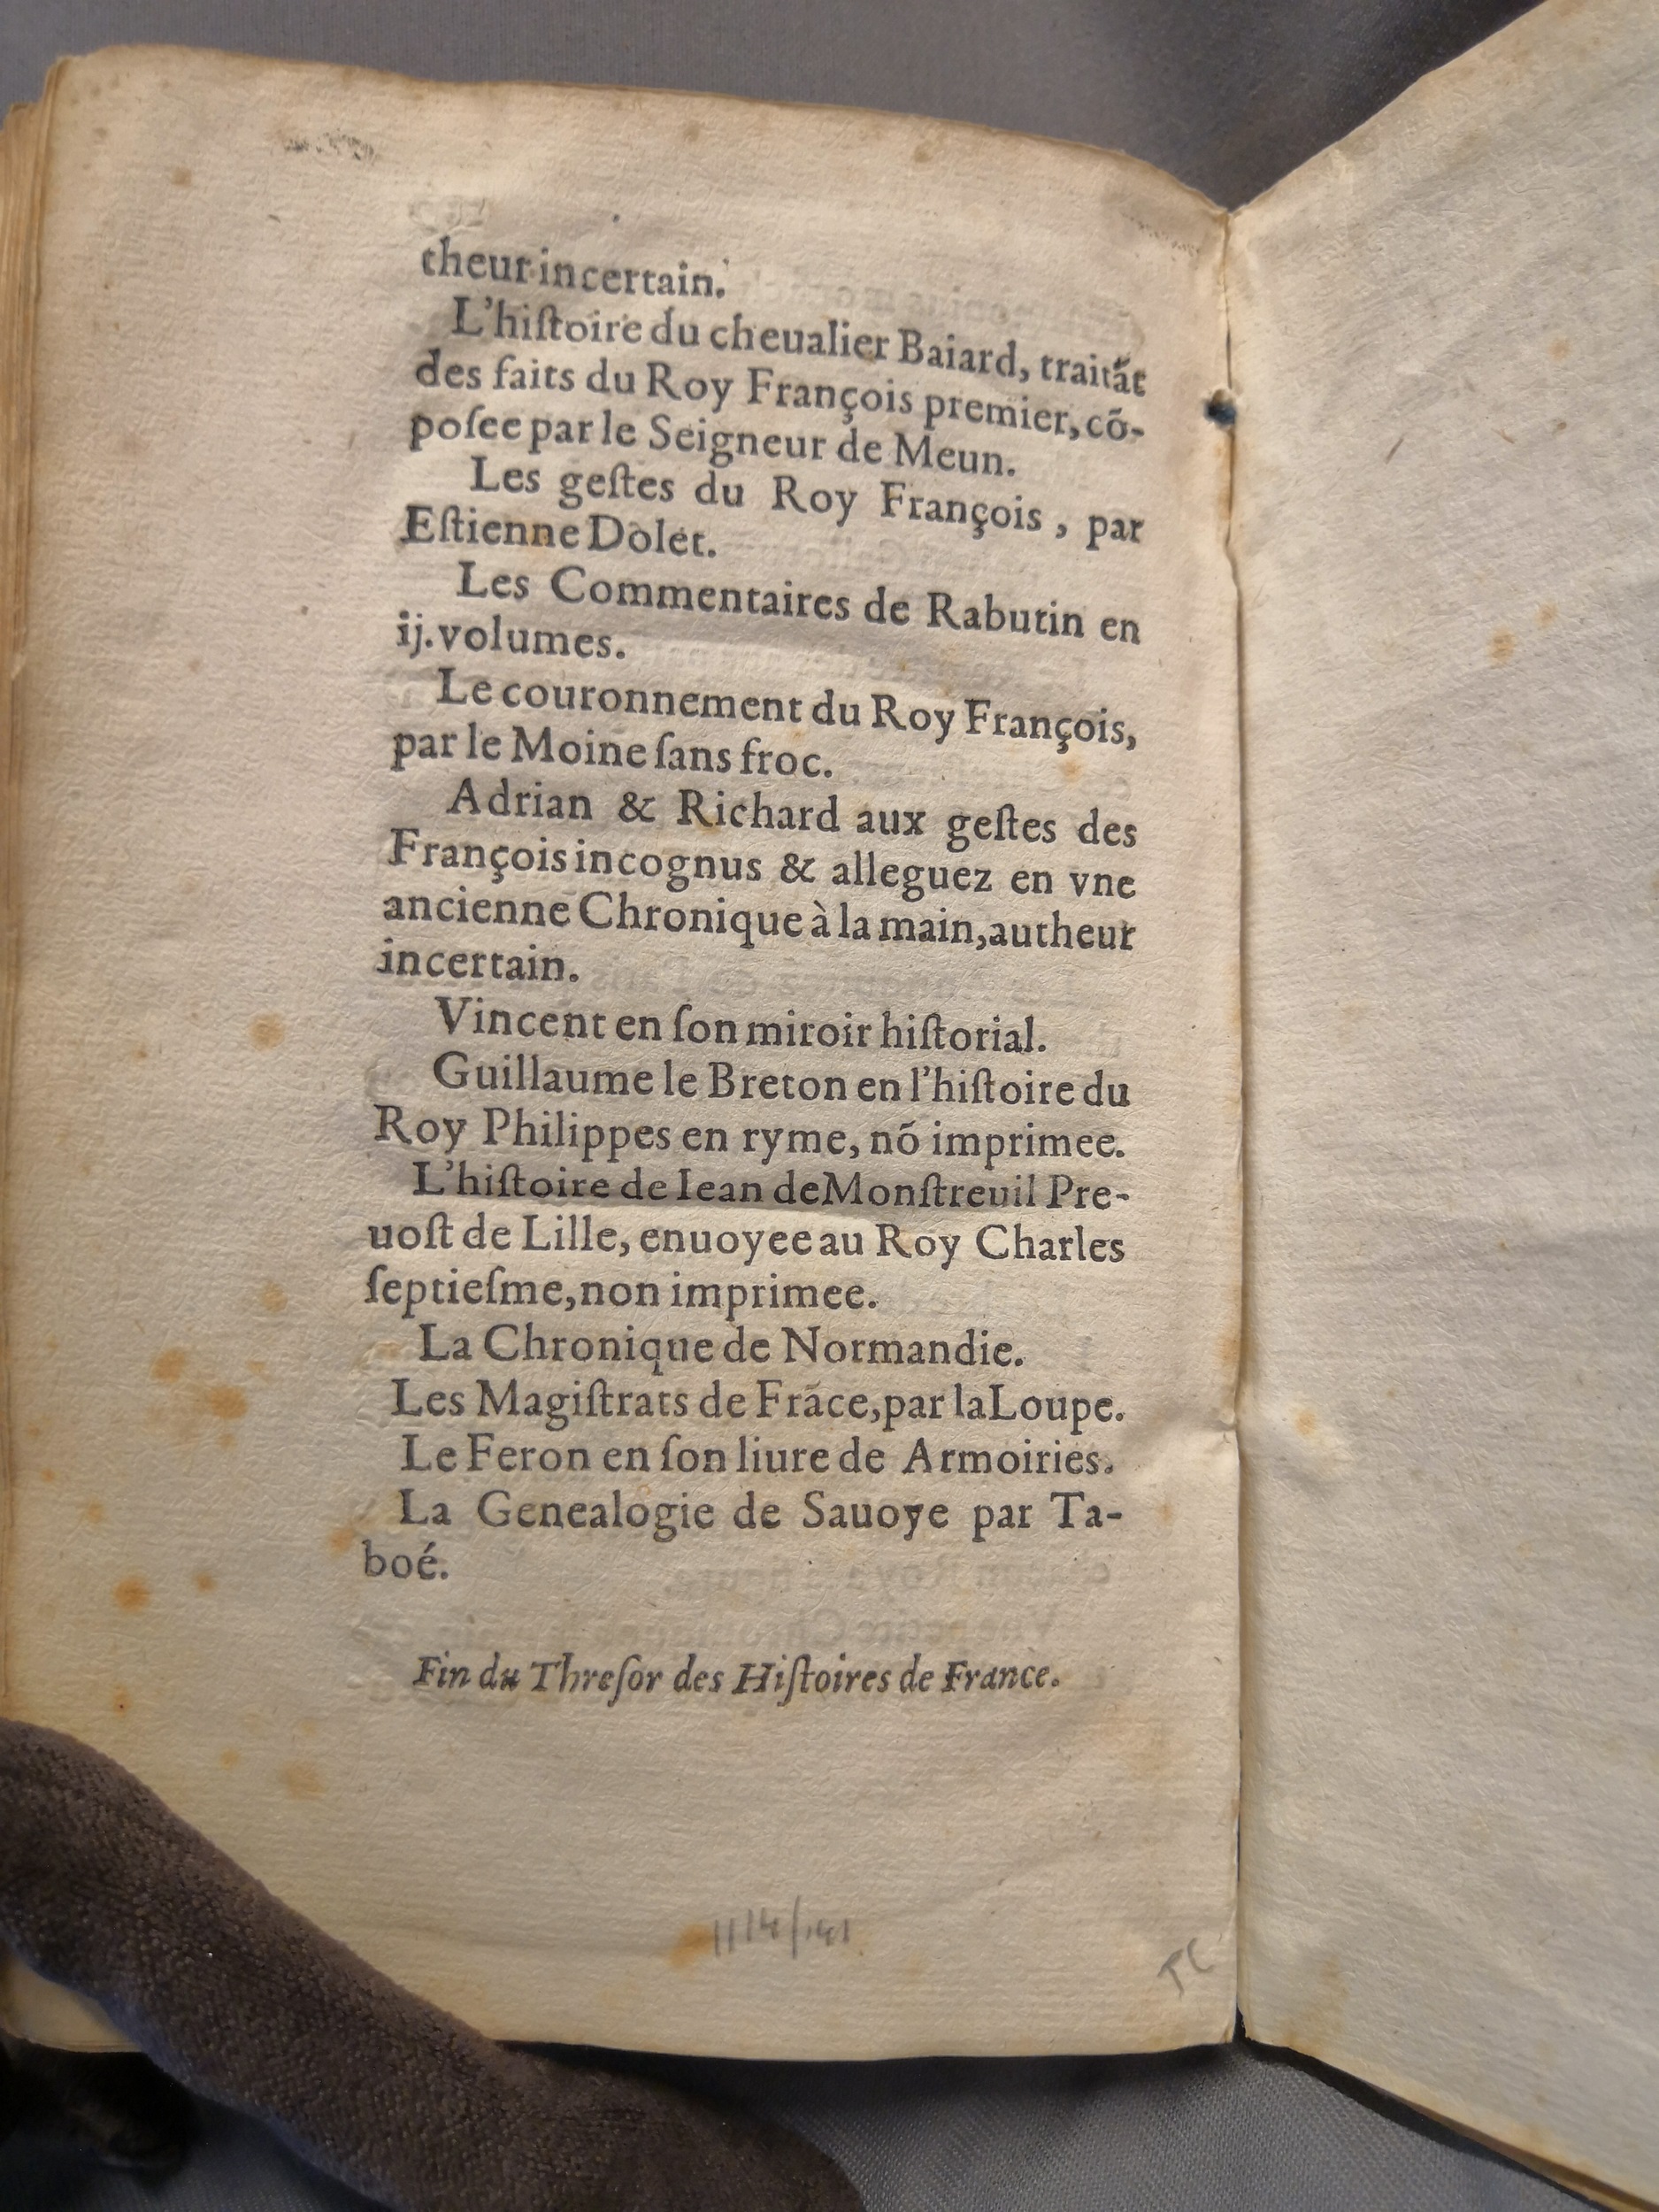 theur incertain.
L'hiſtoire du cheualier Baiard, traitāt
des faits du Roy François premier, cō-
poſee par le Seigneur de Meun.
Les geſtes du Roy François, par
Eſtienne Dolet.
Les Commentaires de Rabutin en
ij. volumes.
Le couronnement du Roy François,
par le Moine ſans froc.
Adrian & Richard aux geſtes des
François incognus & alleguez en vne
ancienne Chronique à la main, autheur
incertain.
Vincent en ſon miroir hiſtorial.
Guillaume le Breton en l'hiſtoire du
Roy Philippes en ryme, nō imprimee.
L'hiſtoire de Iean de Monſtreuil Pre-
uoſt de Lille, enuoyee au Roy Charles
ſeptieſme, non imprimee.
La Chronique de Normandie.
Les Magiſtrats de Frāce, par la Loupe.
Le Feron en ſon liure de Armoiries.
La Genealogie de Sauoye par Ta-
boé.
Fin du Threſor des Hiſtoires de France.